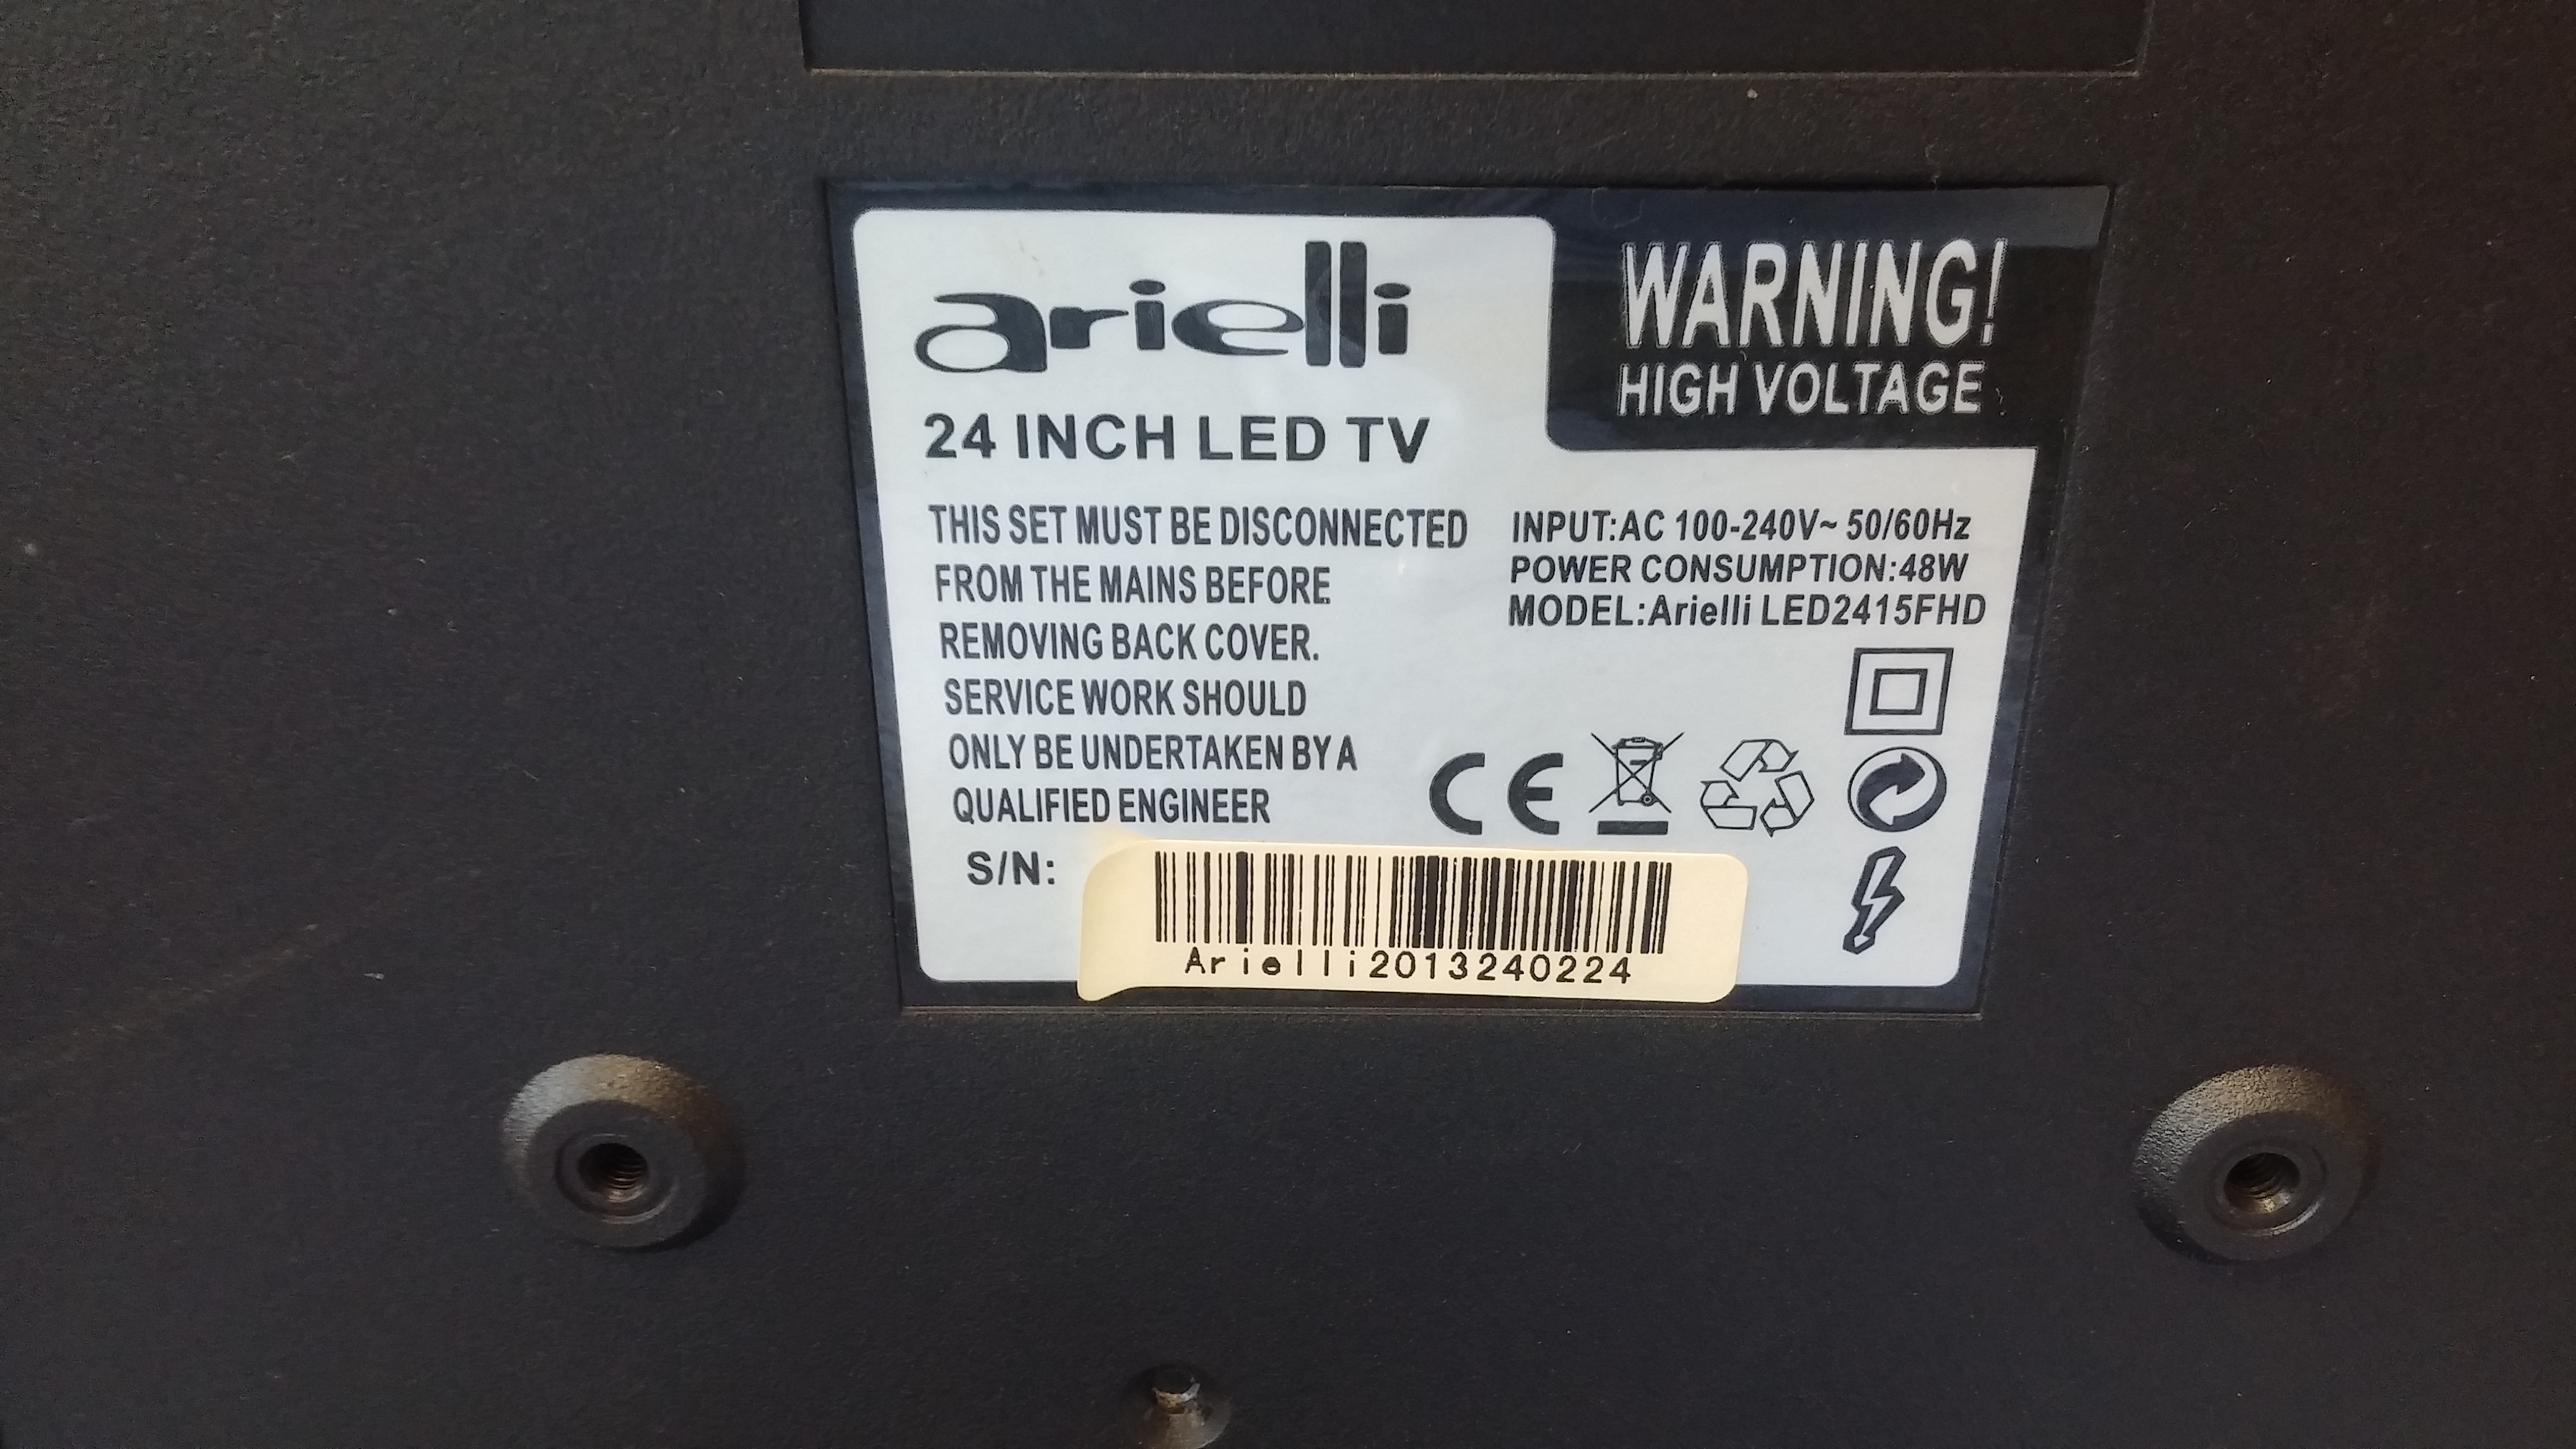 arielli
WARNING!
HIGH VOLTAGE
24 INCH LED TV
THIS SET MUST BE DISCONNECTED
FROM THE MAINS BEFORE
REMOVING BACK COVER.
SERVICE WORK SHOULD
ONLY BE UNDERTAKEN BY A
QUALIFIED ENGINEER
INPUT:AC 100-240V~ 50/60Hz
POWER CONSUMPTION:48W
MODEL:Arielli LED2415FHD
CE
S/N:
Arielli2013240224